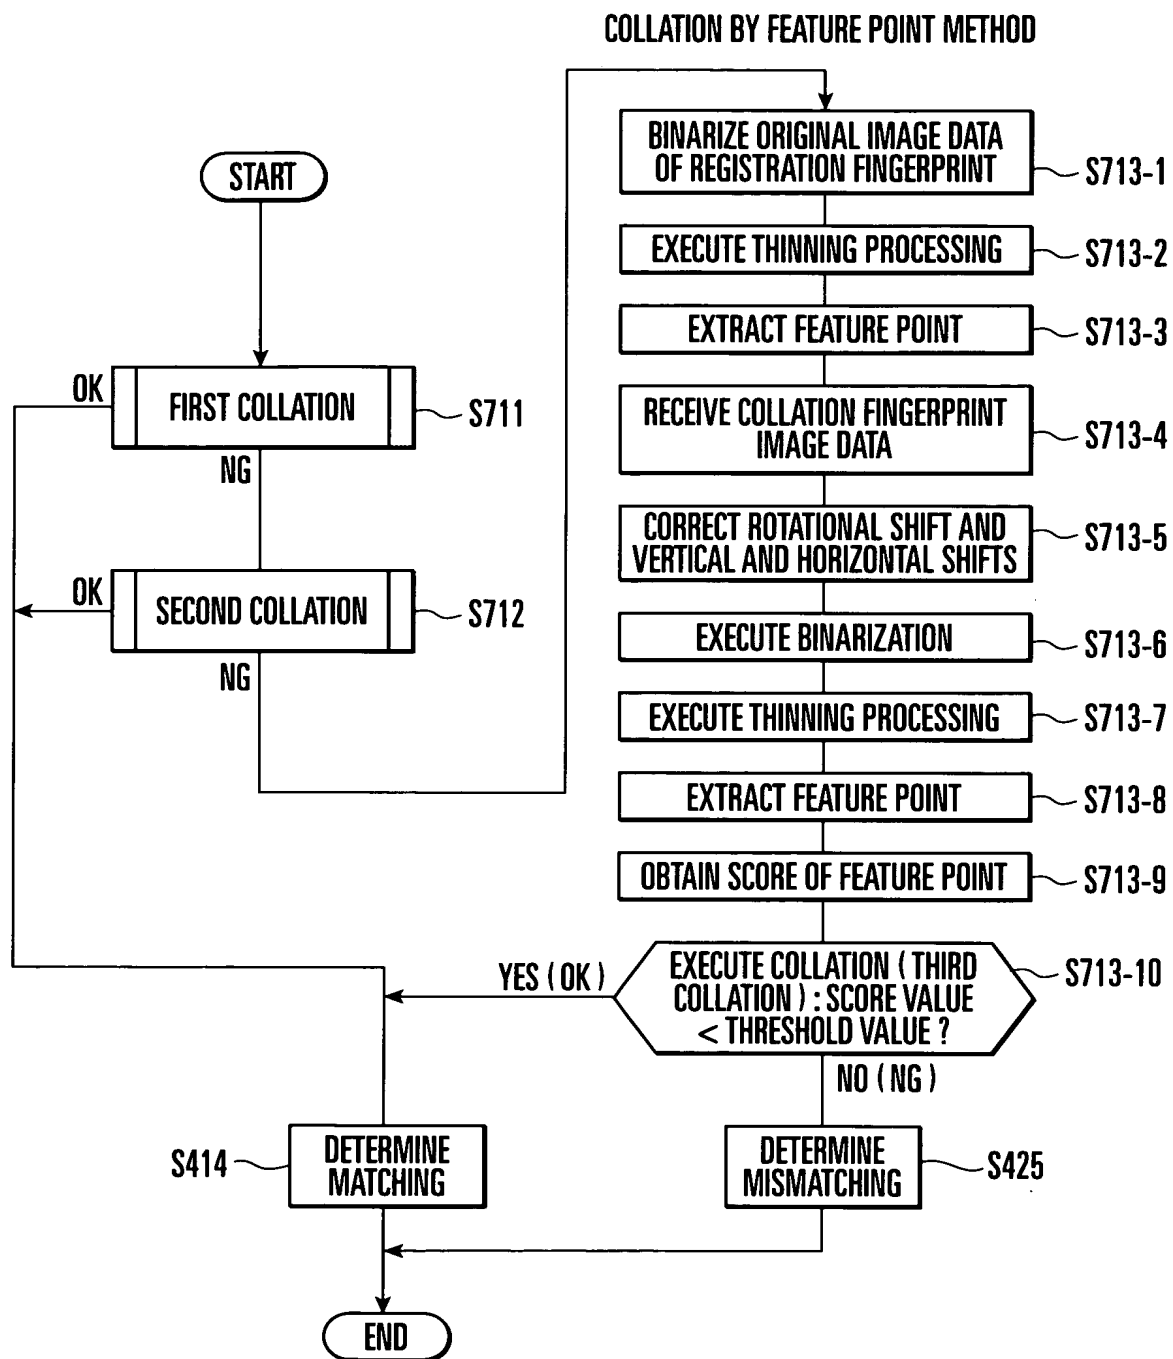 COLLATION BY FEATURE POINT METHOD
START
OK
FIRST COLLATION
S711
NG
OK
SECOND COLLATION
S712
NG
BINARIZE ORIGINAL IMAGE DATA
OF REGISTRATION FINGERPRINT
S713-1
EXECUTE THINNING PROCESSING
S713-2
EXTRACT FEATURE POINT
S713-3
RECEIVE COLLATION FINGERPRINT
IMAGE DATA
S713-4
CORRECT ROTATIONAL SHIFT AND
VERTICAL AND HORIZONTAL SHIFTS
S713-5
EXECUTE BINARIZATION
S713-6
EXECUTE THINNING PROCESSING
S713-7
EXTRACT FEATURE POINT
S713-8
OBTAIN SCORE OF FEATURE POINT
S713-9
EXECUTE COLLATION ( THIRD
COLLATION ) : SCORE VALUE
< THRESHOLD VALUE ?
S713-10
YES ( OK )
NO ( NG )
S414
DETERMINE
MATCHING
DETERMINE
MISMATCHING
S425
END